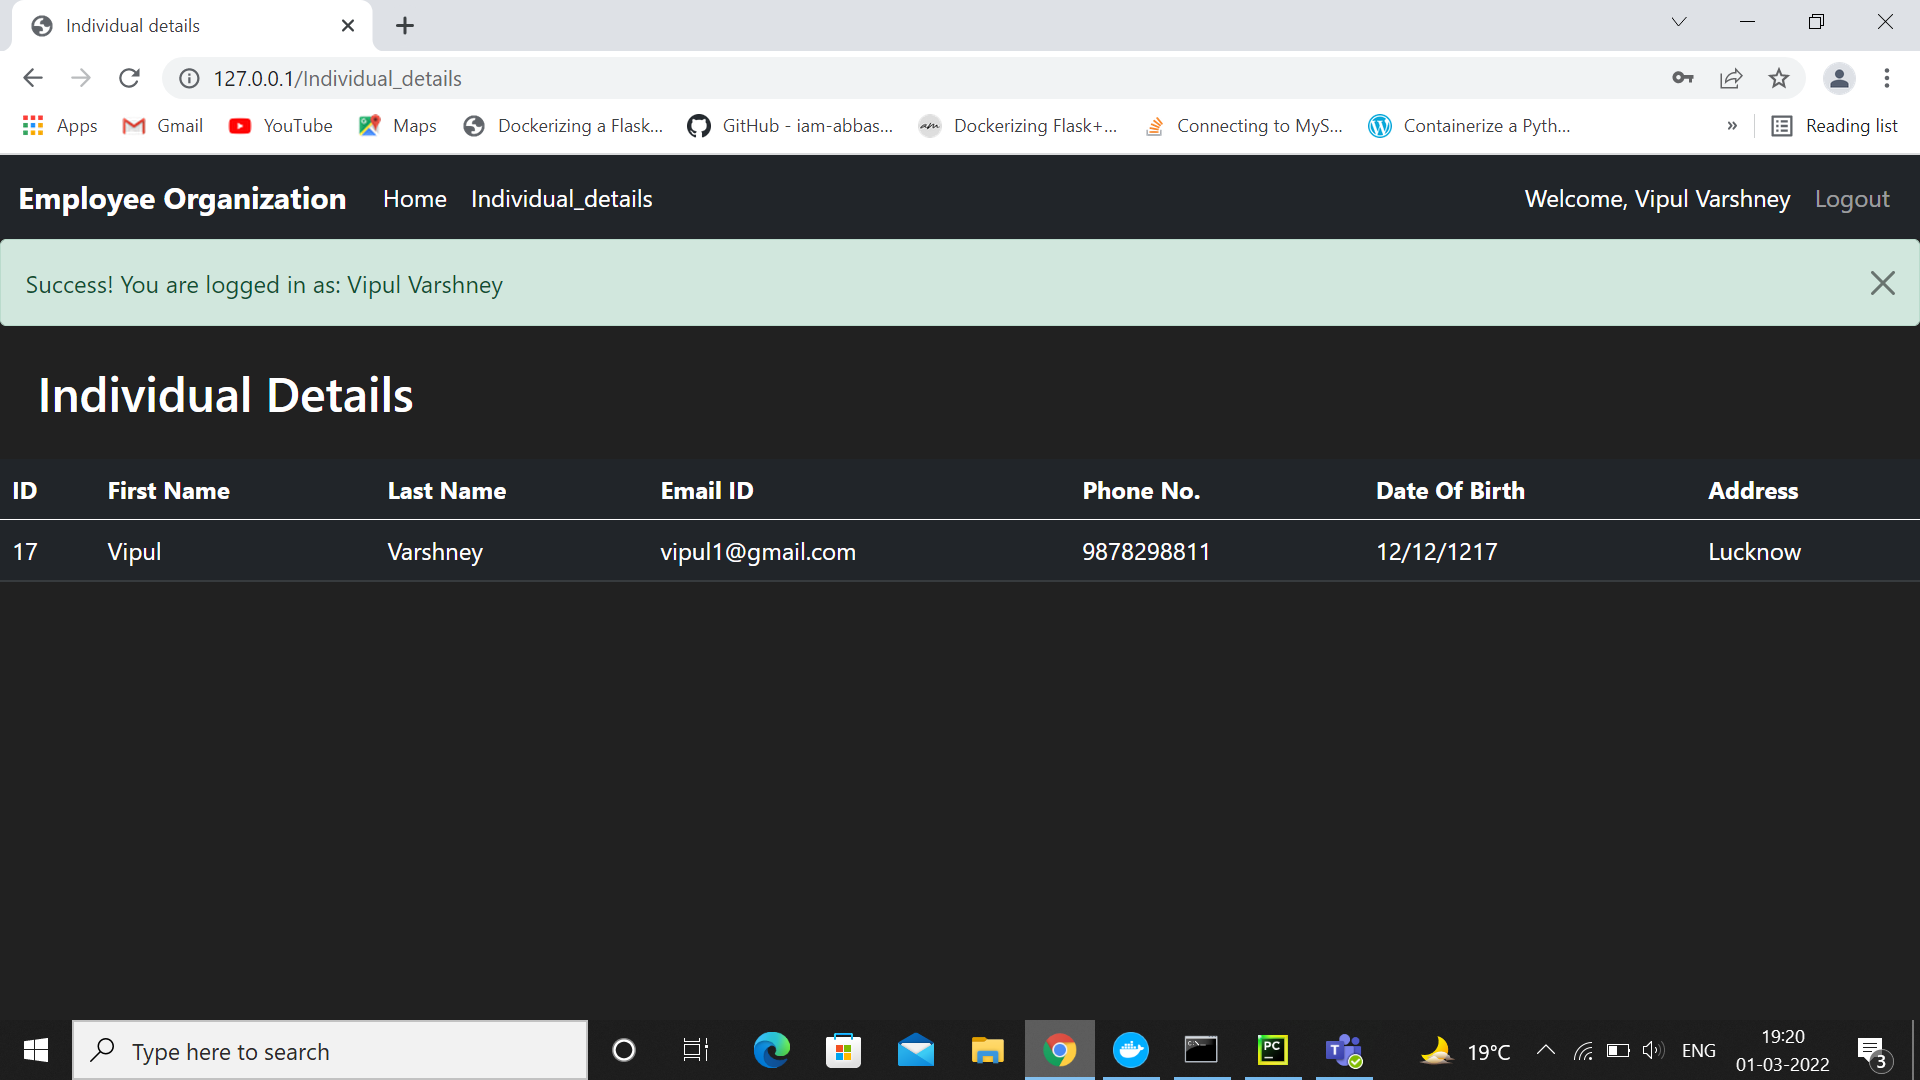 Individual details
127.0.0.1/Individual_details
Apps Gmail YouTube Maps Dockerizing a Flask... GitHub - iam-abbas... Dockerizing Flask+... Connecting to MyS... Containerize a Pyth... » Reading list
Employee Organization Home Individual_details Welcome, Vipul Varshney Logout
Success! You are logged in as: Vipul Varshney
Individual Details
ID First Name Last Name Email ID Phone No. Date Of Birth Address
17 Vipul Varshney vipul1@gmail.com 9878298811 12/12/1217 Lucknow
Type here to search 19°C ENG 19:20
01-03-2022 3